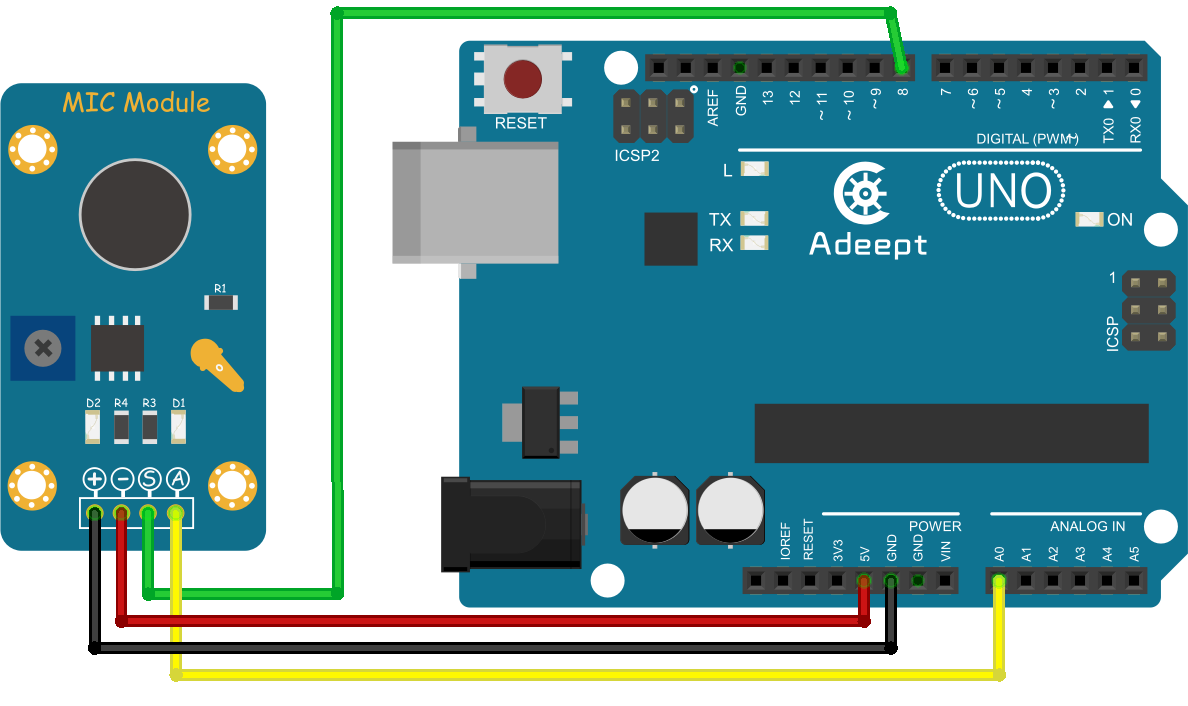 MIC Module
R1
D2 R4 R3 D1
+ − S A
RESET
ICSP2
AREF
GND
13
12
~11
~10
~9
8
7
~6
~5
4
~3
2
TX0 ▶ 1
RX0 ◀ 0
DIGITAL (PWM~)
L
TX
RX
Adeept
UNO
ON
1
ICSP
POWER
ANALOG IN
IOREF
RESET
3V3
5V
GND
GND
VIN
A0
A1
A2
A3
A4
A5